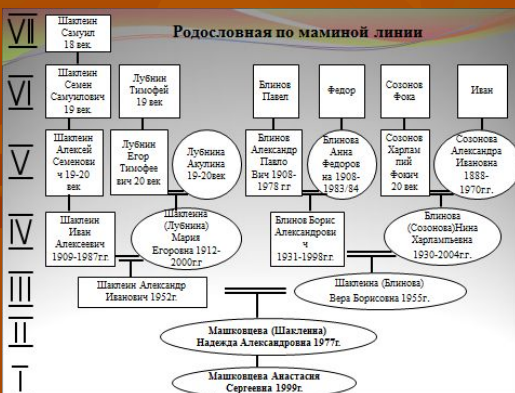 Родословная по маминой линии
VII
Шаклеин
Самуил
18 век
VI
Шаклеин
Семен
Самуилович
19 век
Лубнин
Тимофей
19 век
Блинов
Павел
Федор
Созонов
Фока
Иван
V
Шаклеин
Алексей
Семенови
ч 19-20
век
Лубнин
Егор
Тимофее
вич 20 век
Лубнина
Акулина
19-20век
Блинов
Александр
Павло
Вич 1908-
1978 г.г
Блинова
Анна
Федоров
на 1908-
1983/84
Созонов
Харлам
пий
Фокич
20 век
Созонова
Александра
Ивановна
1888-
1970г.г.
IV
Шаклеин
Иван
Алексеевич
1909-1987г.г.
Шаклеина
(Лубнина)
Мария
Егоровна 1912-
2000г.г
Блинов Борис
Александрови
ч
1931-1998г.г
Блинова
(Созонова)Нина
Харлампьевна
1930-2004г.г.
III
Шаклеин Александр
Иванович 1952г.
Шаклеина (Блинова)
Вера Борисовна 1955г.
II
Машковцева (Шаклеина)
Надежда Александровна 1977г.
I
Машковцева Анастасия
Сергеевна 1999г.